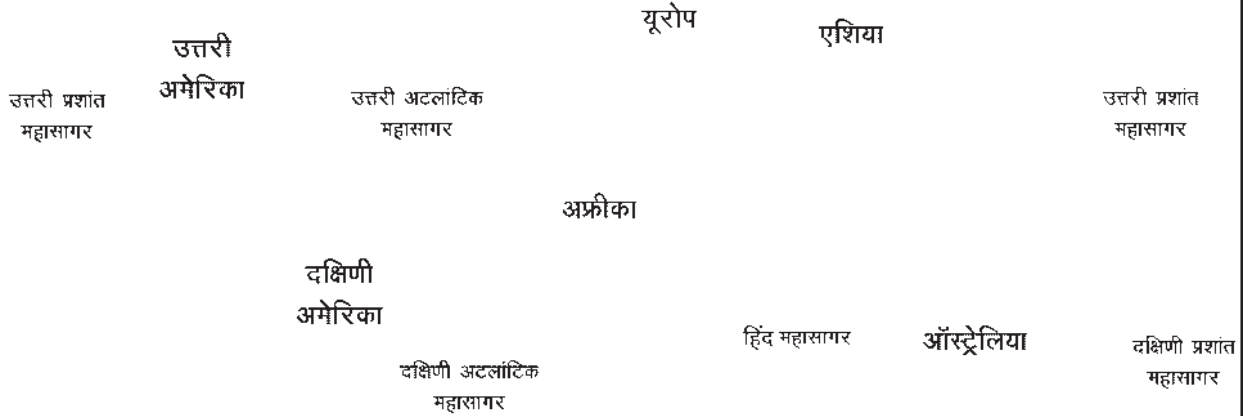 यूरोप
एशिया
उत्तरी
अमेरिका
उत्तरी प्रशांत
महासागर
उत्तरी अटलांटिक
महासागर
उत्तरी प्रशांत
महासागर
अफ्रीका
दक्षिणी
अमेरिका
हिंद महासागर
ऑस्ट्रेलिया
दक्षिणी प्रशांत
महासागर
दक्षिणी अटलांटिक
महासागर